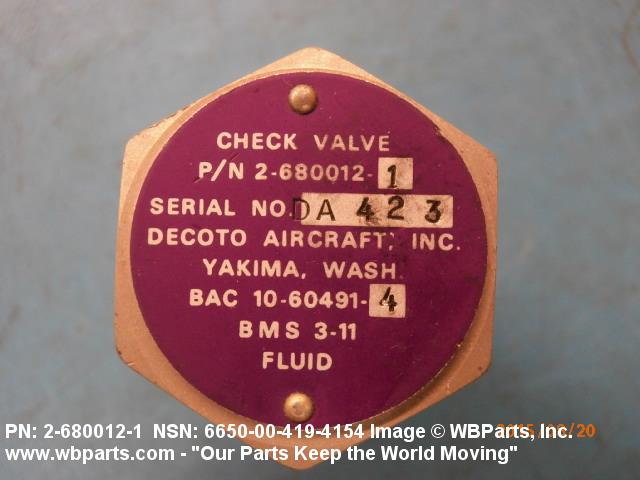 CHECK VALVE
P/N 2-680012-1
SERIAL NO. DA 423
DECOTO AIRCRAFT, INC.
YAKIMA, WASH.
BAC 10-60491-4
BMS 3-11
FLUID
PN: 2-680012-1 NSN: 6650-00-419-4154 Image © WBParts, Inc.
www.wbparts.com - "Our Parts Keep the World Moving"